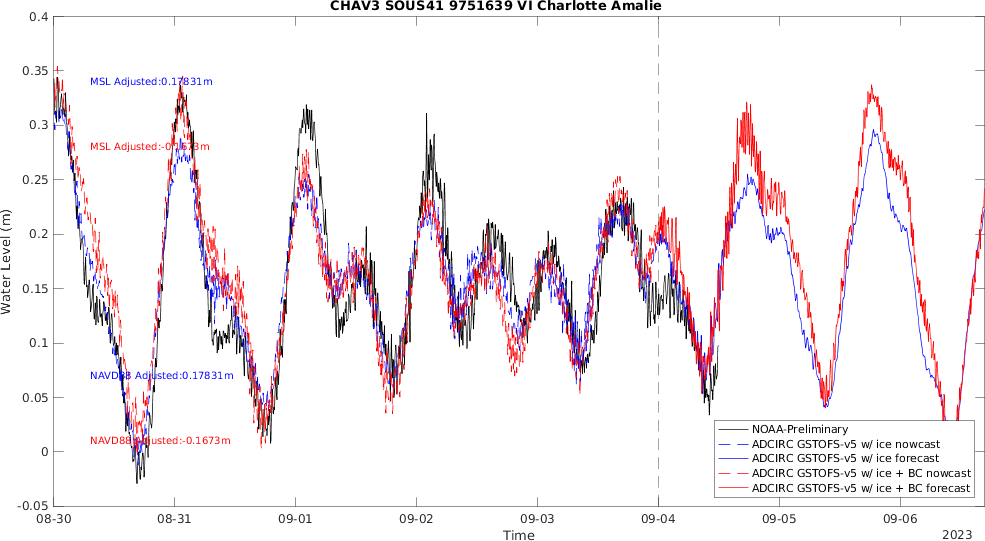 CHAV3 SOUS41 9751639 VI Charlotte Amalie
0.4
0.35
0.3
0.25
0.2
0.15
0.1
0.05
0
-0.05
Water Level (m)
MSL Adjusted:0.17831m
MSL Adjusted:-0.1673m
NAVD88 Adjusted:0.17831m
NAVD88 Adjusted:-0.1673m
NOAA-Preliminary
ADCIRC GSTOFS-v5 w/ ice nowcast
ADCIRC GSTOFS-v5 w/ ice forecast
ADCIRC GSTOFS-v5 w/ ice + BC nowcast
ADCIRC GSTOFS-v5 w/ ice + BC forecast
08-30 08-31 09-01 09-02 09-03 09-04 09-05 09-06
Time
2023